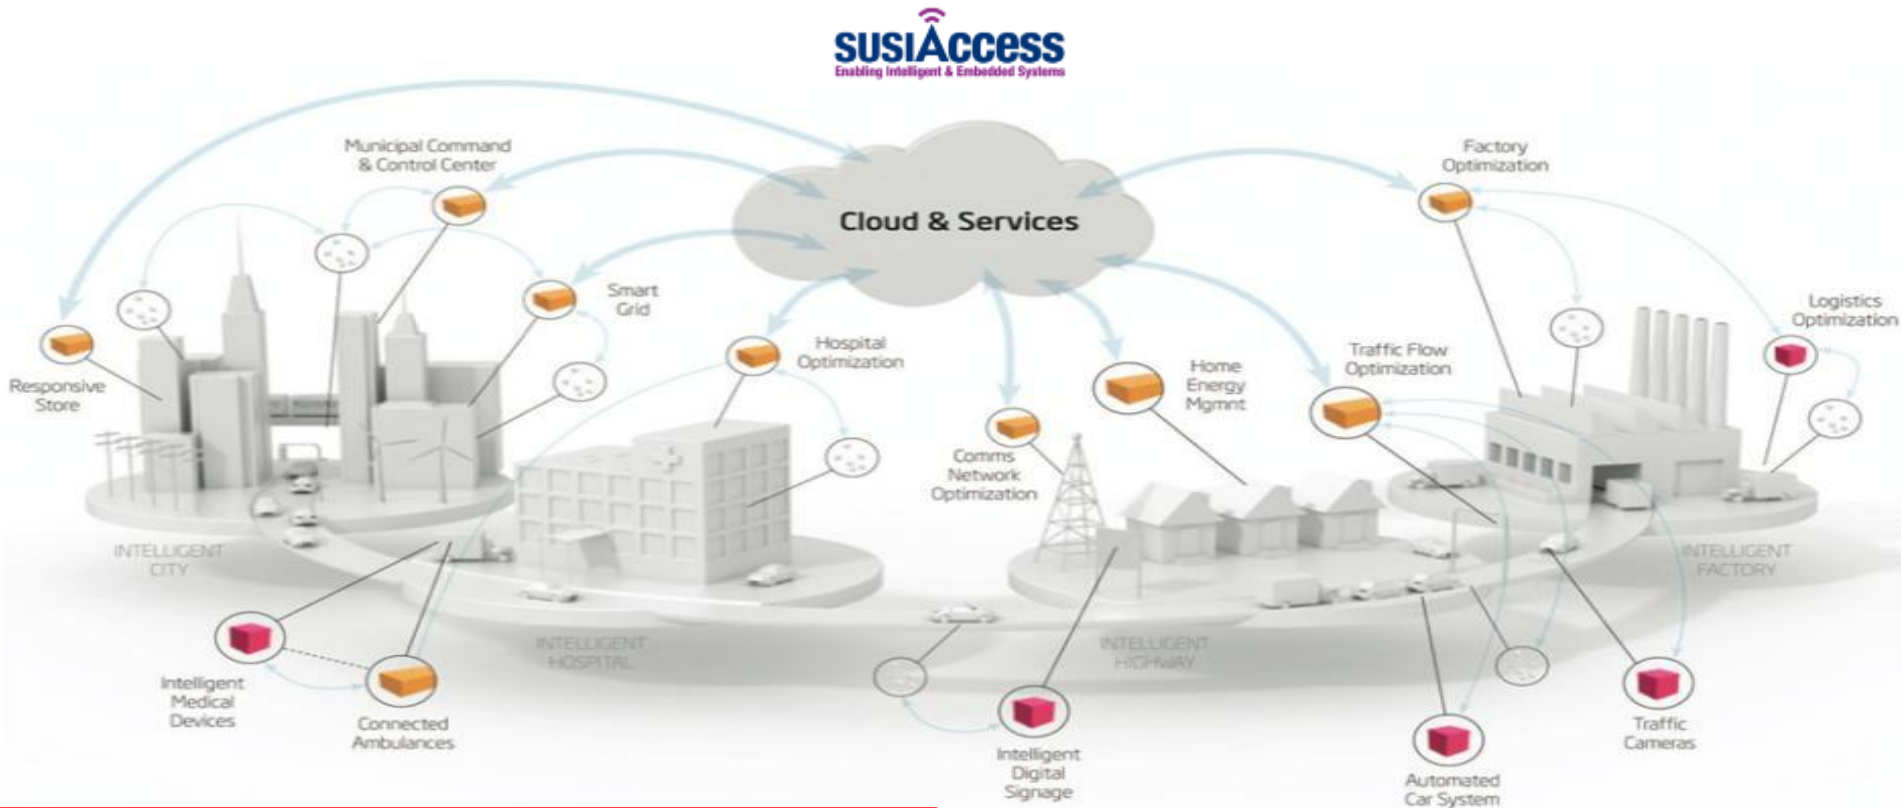 SUSIAccess
Enabling Intelligent & Embedded Systems
Municipal Command
& Control Center
Factory
Optimization
Cloud & Services
Smart
Grid
Logistics
Optimization
Hospital
Optimization
Traffic Flow
Optimization
Home
Energy
Mgmnt
Responsive
Store
Comms
Network
Optimization
INTELLIGENT
CITY
INTELLIGENT
FACTORY
INTELLIGENT
HOSPITAL
INTELLIGENT
HIGHWAY
Intelligent
Medical
Devices
Connected
Ambulances
Intelligent
Digital
Signage
Automated
Car System
Traffic
Cameras